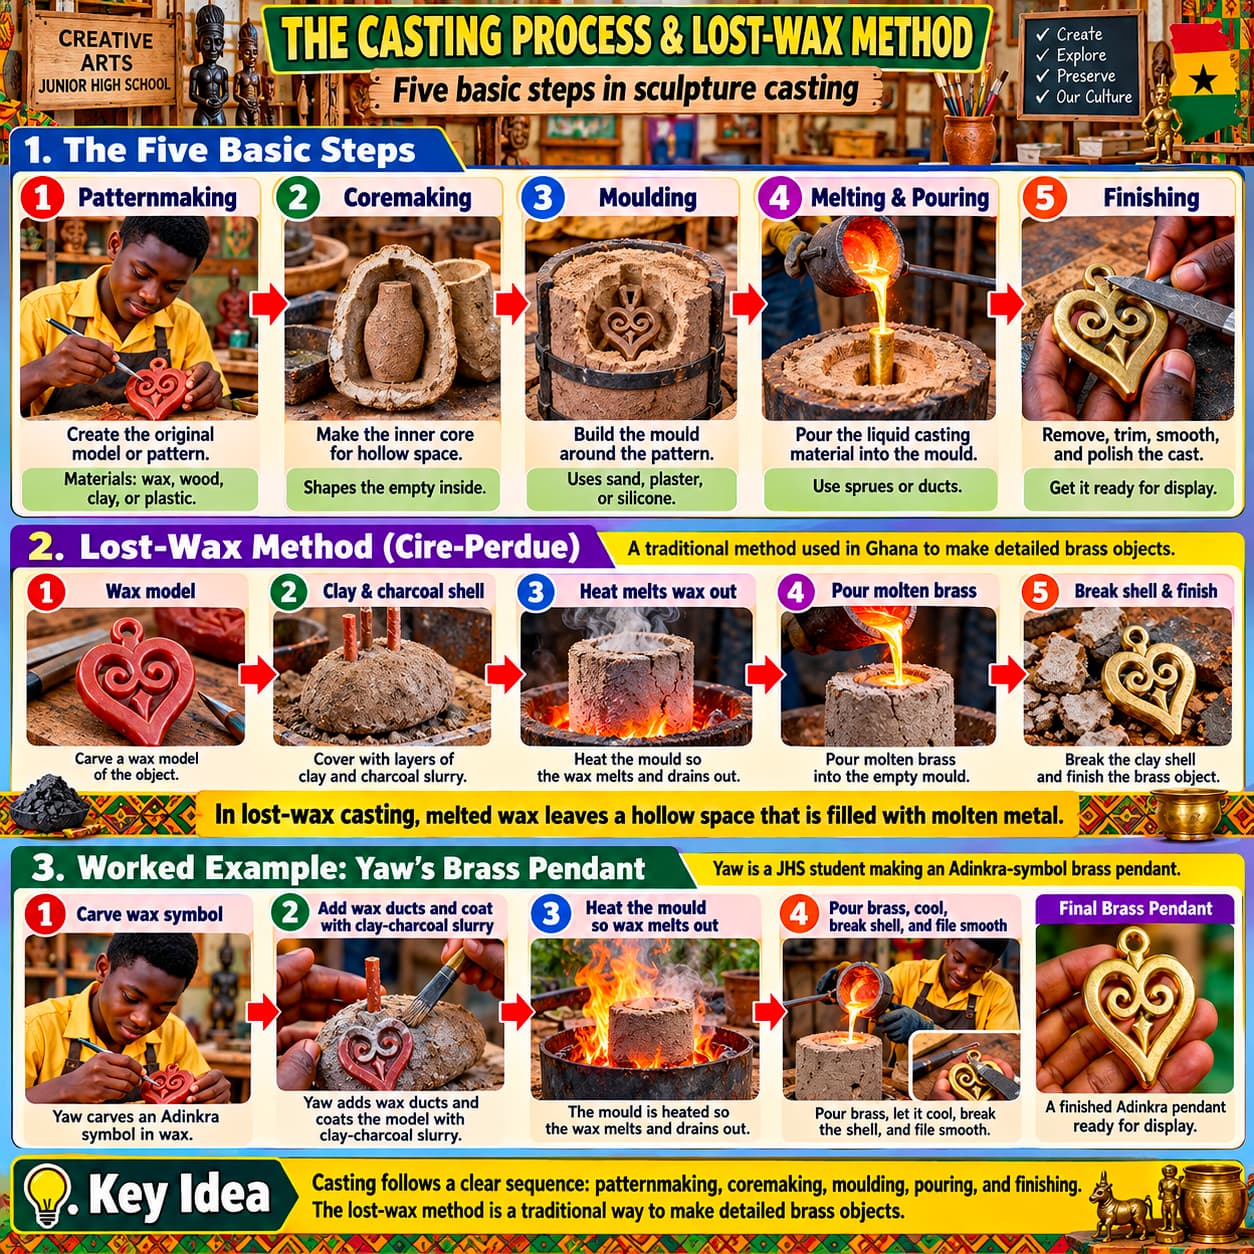 CREATIVE
ARTS
JUNIOR HIGH SCHOOL
THE CASTING PROCESS & LOST-WAX METHOD
Five basic steps in sculpture casting
✓ Create
✓ Explore
✓ Preserve
✓ Our Culture
1. The Five Basic Steps
1 Patternmaking
Create the original
model or pattern.
Materials: wax, wood,
clay, or plastic.
2 Coremaking
Make the inner core
for hollow space.
Shapes the empty inside.
3 Moulding
Build the mould
around the pattern.
Uses sand, plaster,
or silicone.
4 Melting & Pouring
Pour the liquid casting
material into the mould.
Use sprues or ducts.
5 Finishing
Remove, trim, smooth,
and polish the cast.
Get it ready for display.
2. Lost-Wax Method (Cire-Perdue)
A traditional method used in Ghana to make detailed brass objects.
1 Wax model
Carve a wax model
of the object.
2 Clay & charcoal shell
Cover with layers of
clay and charcoal slurry.
3 Heat melts wax out
Heat the mould so
the wax melts and drains out.
4 Pour molten brass
Pour molten brass
into the empty mould.
5 Break shell & finish
Break the clay shell
and finish the brass object.
In lost-wax casting, melted wax leaves a hollow space that is filled with molten metal.
3. Worked Example: Yaw's Brass Pendant
Yaw is a JHS student making an Adinkra-symbol brass pendant.
1 Carve wax symbol
Yaw carves an Adinkra
symbol in wax.
2 Add wax ducts and coat
with clay-charcoal slurry
Yaw adds wax ducts and
coats the model with
clay-charcoal slurry.
3 Heat the mould
so wax melts out
The mould is heated so
the wax melts and drains out.
4 Pour brass, cool,
break shell, and file smooth
Pour brass, let it cool, break
the shell, and file smooth.
Final Brass Pendant
A finished Adinkra pendant
ready for display.
. Key Idea
Casting follows a clear sequence: patternmaking, coremaking, moulding, pouring, and finishing.
The lost-wax method is a traditional way to make detailed brass objects.